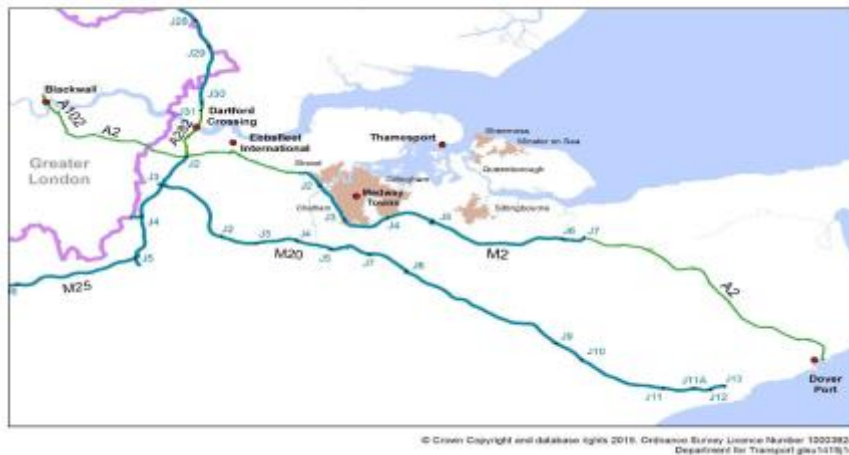 J28
J29
Blackwall
J30
J31
Dartford
Crossing
A102
A2
A282
Ebbsfleet
International
Thamesport
Sheerness
Minster on Sea
Greater
London
J2
Strood
Gillingham
Queenborough
J3
J2
Medway
Towns
Chatham
Sittingbourne
J4
J2
J3
J4
J3
J4
J5
J5
M20
J5
J7
M2
J6
J7
M25
J8
A2
J9
J10
Dover
Port
J11
J11A
J12
J13
© Crown Copyright and database rights 2019. Ordnance Survey Licence Number
Department for Transport